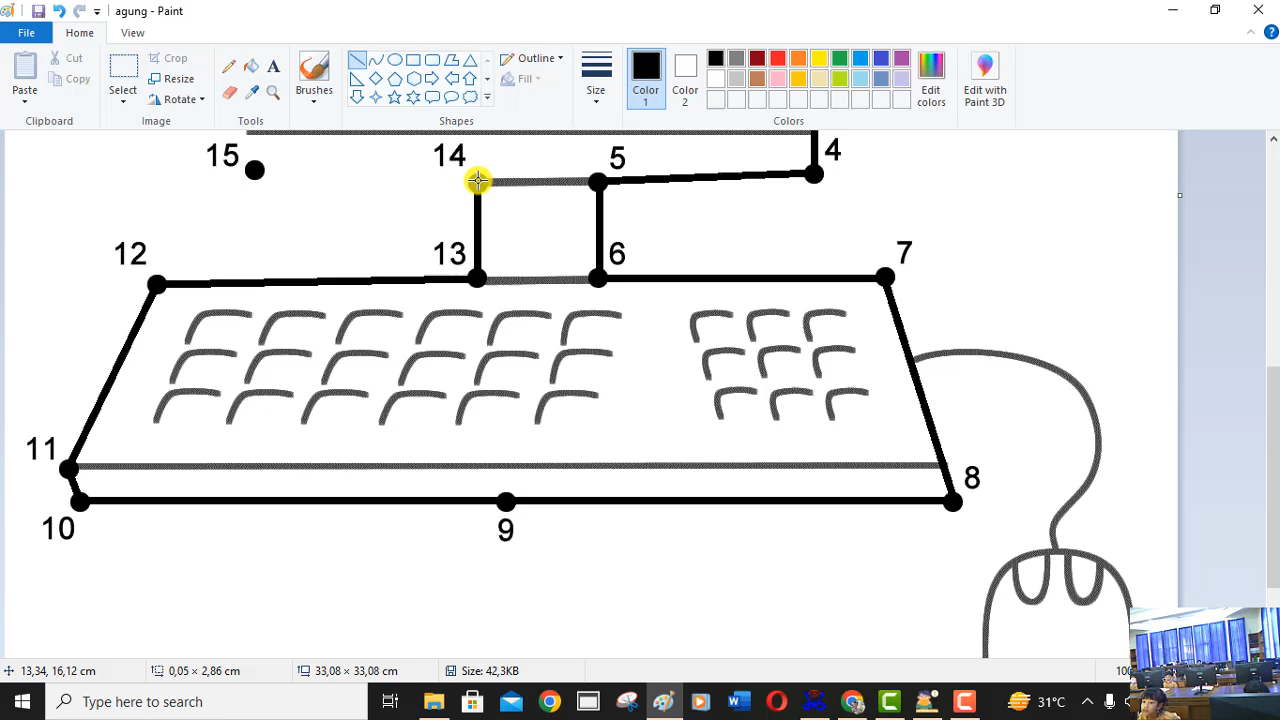 agung - Paint
File Home View
Paste Cut Copy
Clipboard
Select Crop Resize Rotate
Image
A
Tools
Brushes
Outline Fill
Shapes
Size
Color 1
Color 2
Edit colors
Colors
Edit with Paint 3D
15 14 5 4
12 13 6 7
11 8
10 9
13,34, 16,12 cm 0,05 × 2,86 cm 33,08 × 33,08 cm Size: 42,3KB 100
Type here to search 31°C